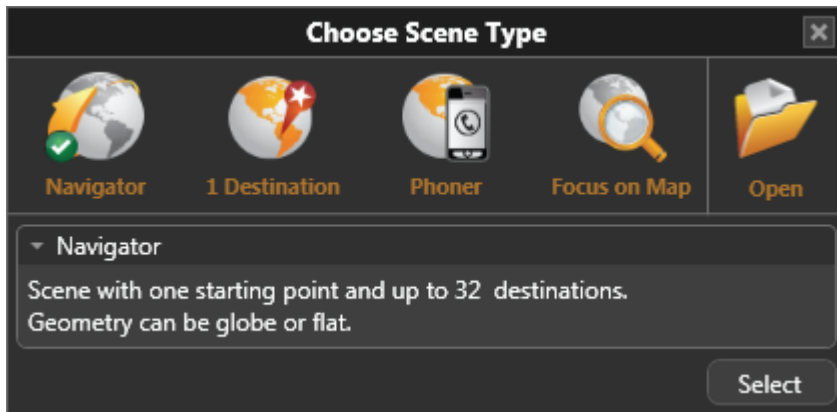 Choose Scene Type
Navigator
1 Destination
Phoner
Focus on Map
Open
Navigator
Scene with one starting point and up to 32 destinations.
Geometry can be globe or flat.
Select